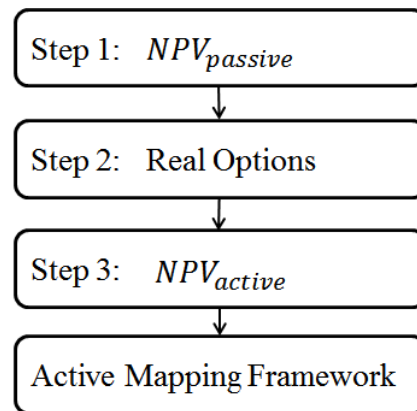 Step 1: NPV_passive
Step 2: Real Options
Step 3: NPV_active
Active Mapping Framework